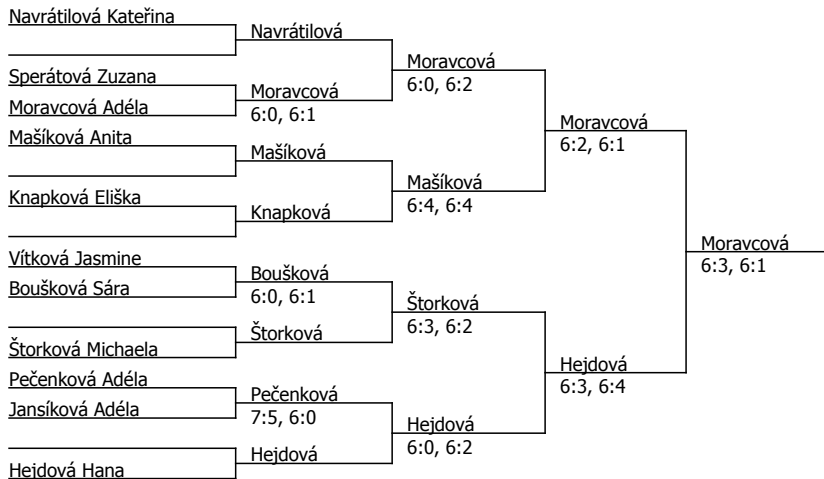 Navrátilová Kateřina
Navrátilová
Moravcová
6:0, 6:2
Sperátová Zuzana
Moravcová
Moravcová Adéla
6:0, 6:1
Moravcová
6:2, 6:1
Mašíková Anita
Mašíková
Mašíková
6:4, 6:4
Knapková Eliška
Knapková
Moravcová
6:3, 6:1
Vítková Jasmine
Boušková
Boušková Sára
6:0, 6:1
Štorková
6:3, 6:2
Štorková
Štorková Michaela
Hejdová
6:3, 6:4
Pečenková Adéla
Pečenková
Jansíková Adéla
7:5, 6:0
Hejdová
6:0, 6:2
Hejdová
Hejdová Hana